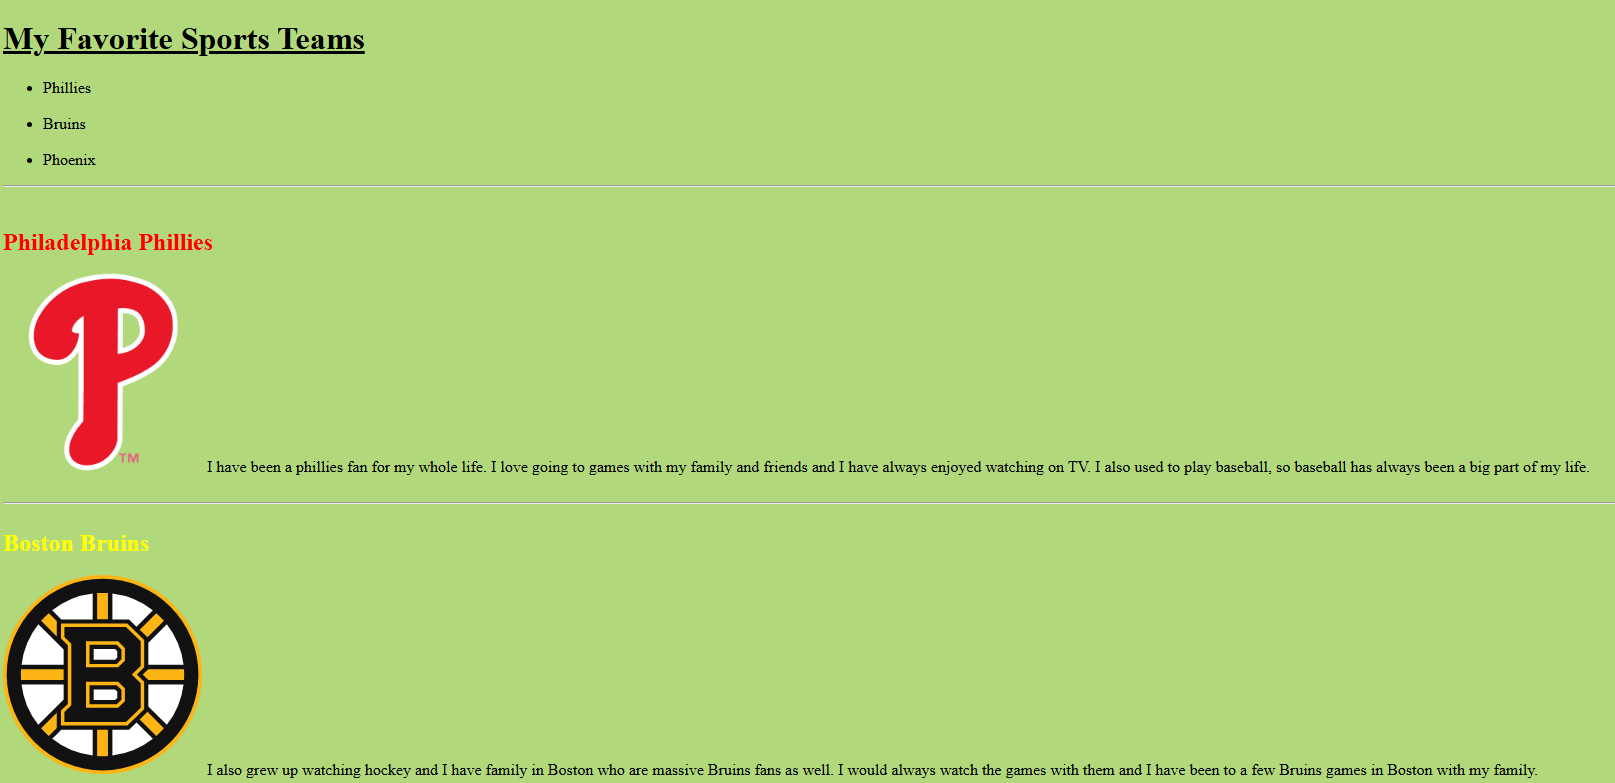 My Favorite Sports Teams
Phillies
Bruins
Phoenix
Philadelphia Phillies
P
TM
I have been a phillies fan for my whole life. I love going to games with my family and friends and I have always enjoyed watching on TV. I also used to play baseball, so baseball has always been a big part of my life.
Boston Bruins
B
I also grew up watching hockey and I have family in Boston who are massive Bruins fans as well. I would always watch the games with them and I have been to a few Bruins games in Boston with my family.